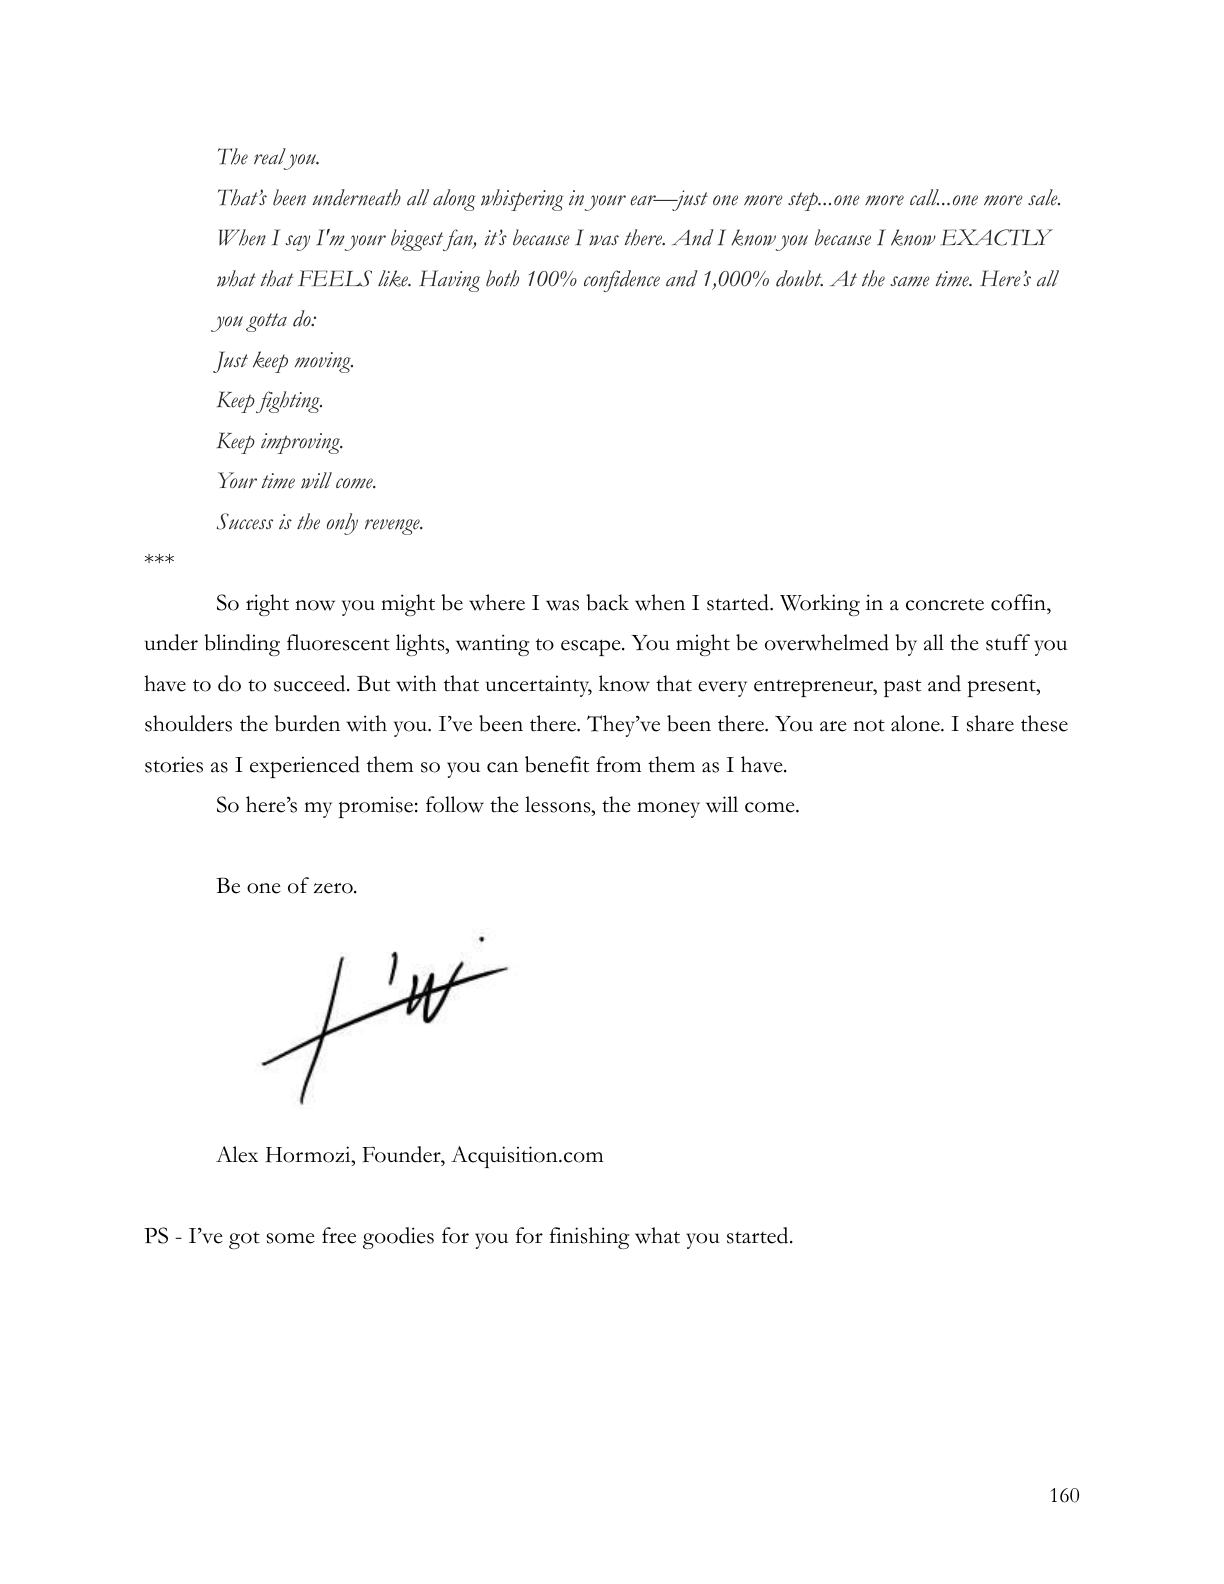 The real you.
That’s been underneath all along whispering in your ear—just one more step...one more call...one more sale.
When I say I'm your biggest fan, it’s because I was there. And I know you because I know EXACTLY
what that FEELS like. Having both 100% confidence and 1,000% doubt. At the same time. Here’s all
you gotta do:
Just keep moving.
Keep fighting.
Keep improving.
Your time will come.
Success is the only revenge.
***
So right now you might be where I was back when I started. Working in a concrete coffin,
under blinding fluorescent lights, wanting to escape. You might be overwhelmed by all the stuff you
have to do to succeed. But with that uncertainty, know that every entrepreneur, past and present,
shoulders the burden with you. I’ve been there. They’ve been there. You are not alone. I share these
stories as I experienced them so you can benefit from them as I have.
So here’s my promise: follow the lessons, the money will come.
Be one of zero.
Alex Hormozi, Founder, Acquisition.com
PS - I’ve got some free goodies for you for finishing what you started.
160